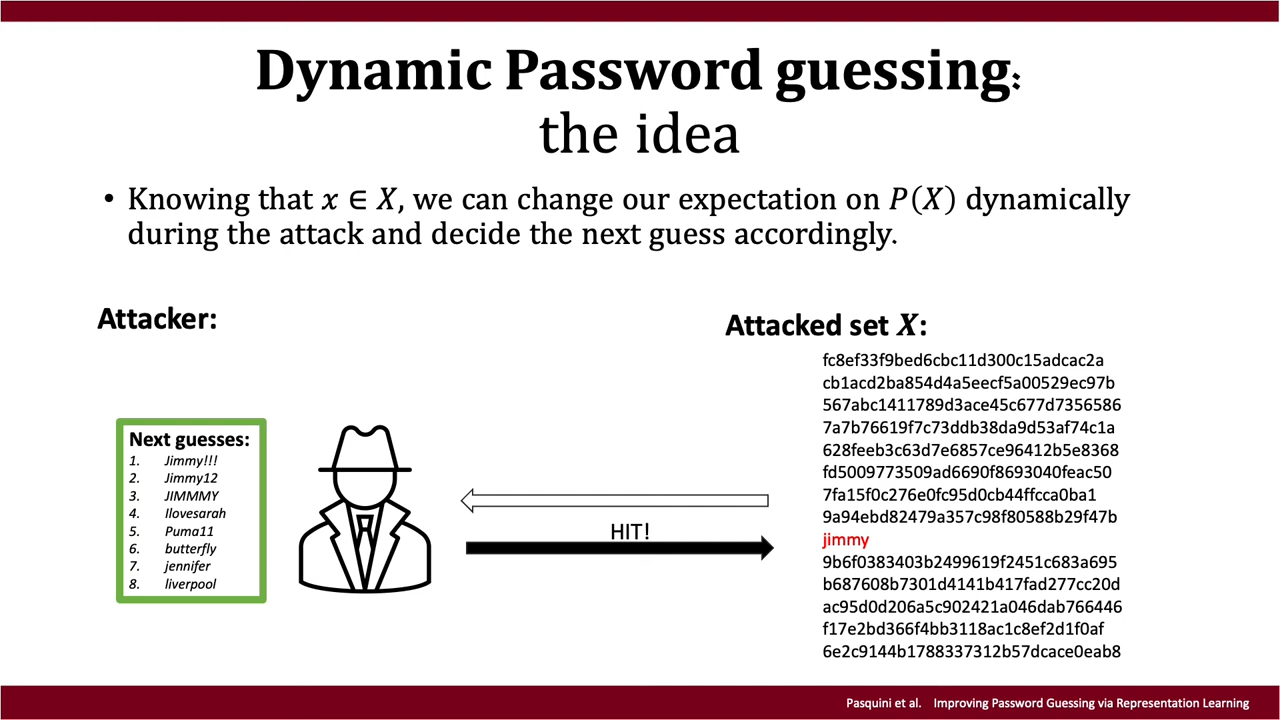 Dynamic Password guessing:
the idea
• Knowing that x ∈ X, we can change our expectation on P(X) dynamically
during the attack and decide the next guess accordingly.
Attacker:
Next guesses:
1. Jimmy!!!
2. Jimmy12
3. JIMMMY
4. Ilovesarah
5. Puma11
6. butterfly
7. jennifer
8. liverpool
HIT!
Attacked set X:
fc8ef33f9bed6cbc11d300c15adcac2a
cb1acd2ba854d4a5eecf5a00529ec97b
567abc1411789d3ace45c677d7356586
7a7b76619f7c73ddb38da9d53af74c1a
628feeb3c63d7e6857ce96412b5e8368
fd5009773509ad6690f8693040feac50
7fa15f0c276e0fc95d0cb44ffcca0ba1
9a94ebd82479a357c98f80588b29f47b
jimmy
9b6f0383403b2499619f2451c683a695
b687608b7301d4141b417fad277cc20d
ac95d0d206a5c902421a046dab766446
f17e2bd366f4bb3118ac1c8ef2d1f0af
6e2c9144b1788337312b57dcace0eab8
Pasquini et al. Improving Password Guessing via Representation Learning